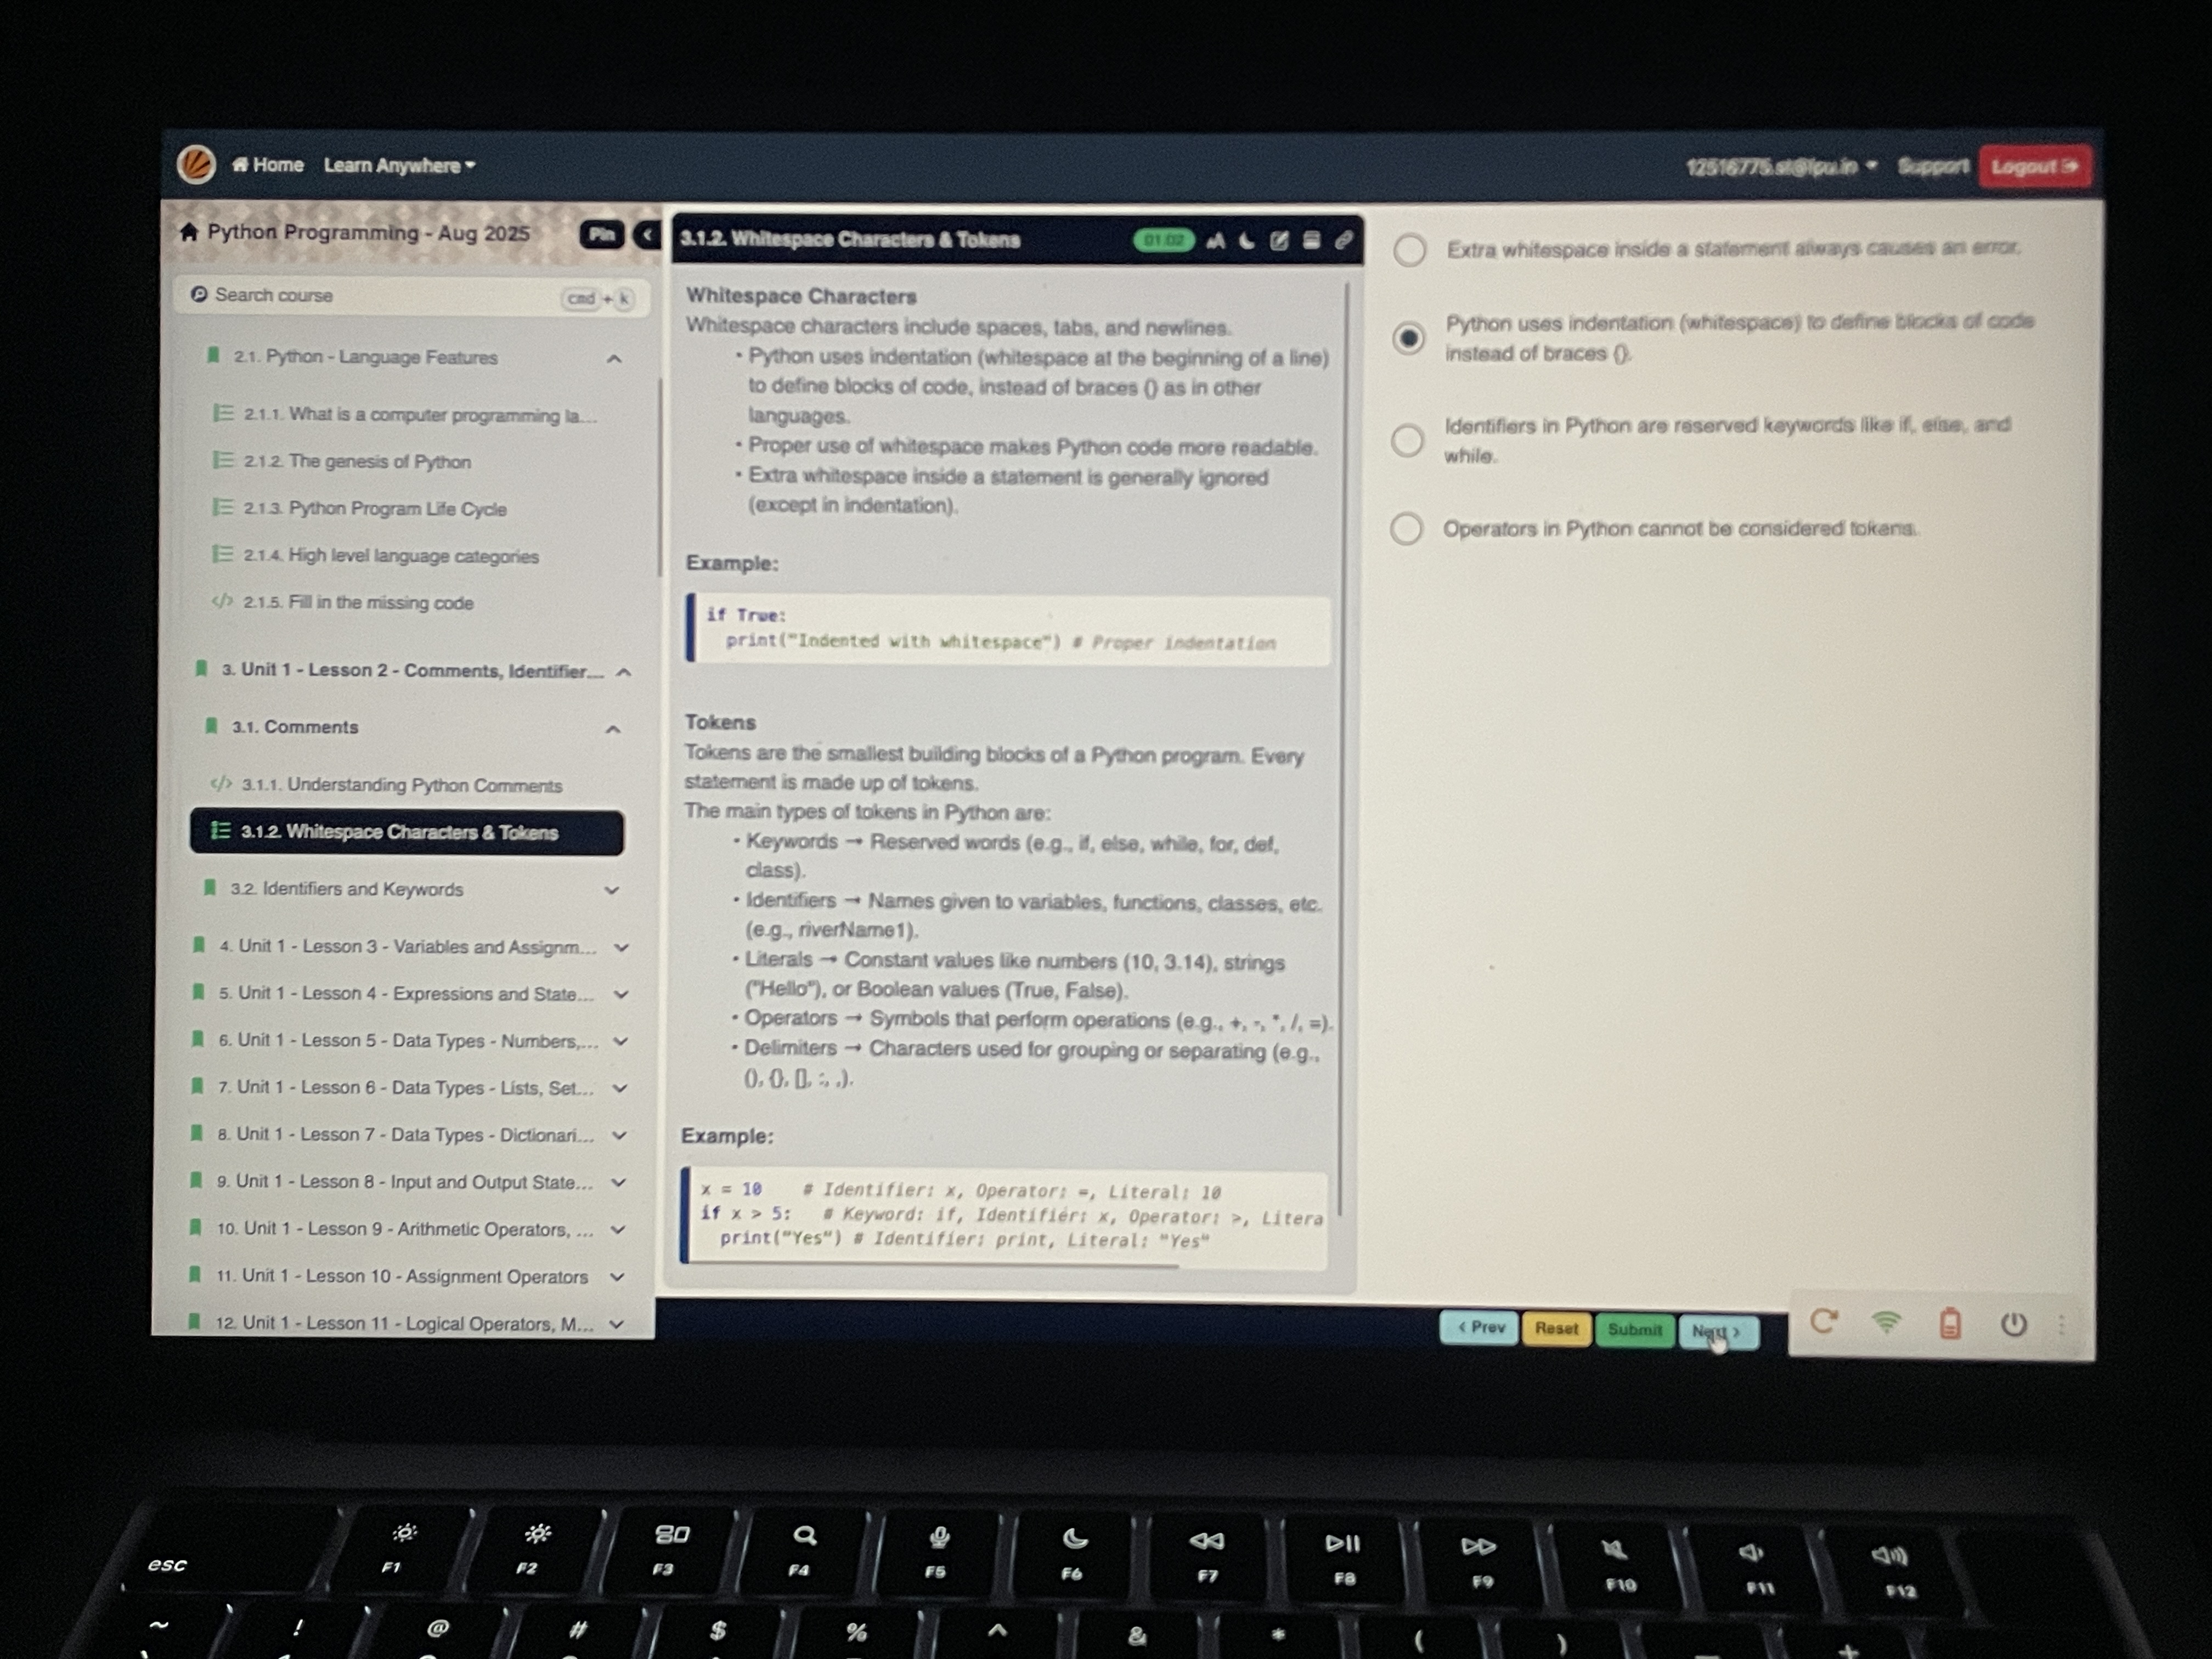 Home Learn Anywhere
12516775.st@lpu.in Support Logout
Python Programming - Aug 2025 Pin
Search course cmd + k
2.1. Python - Language Features
2.1.1. What is a computer programming la...
2.1.2. The genesis of Python
2.1.3. Python Program Life Cycle
2.1.4. High level language categories
</> 2.1.5. Fill in the missing code
3. Unit 1 - Lesson 2 - Comments, Identifier...
3.1. Comments
</> 3.1.1. Understanding Python Comments
3.1.2. Whitespace Characters & Tokens
3.2. Identifiers and Keywords
4. Unit 1 - Lesson 3 - Variables and Assignm...
5. Unit 1 - Lesson 4 - Expressions and State...
6. Unit 1 - Lesson 5 - Data Types - Numbers,...
7. Unit 1 - Lesson 6 - Data Types - Lists, Set...
8. Unit 1 - Lesson 7 - Data Types - Dictionari...
9. Unit 1 - Lesson 8 - Input and Output State...
10. Unit 1 - Lesson 9 - Arithmetic Operators, ...
11. Unit 1 - Lesson 10 - Assignment Operators
12. Unit 1 - Lesson 11 - Logical Operators, M...
3.1.2. Whitespace Characters & Tokens 01:02 AA
Whitespace Characters
Whitespace characters include spaces, tabs, and newlines.
• Python uses indentation (whitespace at the beginning of a line)
to define blocks of code, instead of braces {} as in other
languages.
• Proper use of whitespace makes Python code more readable.
• Extra whitespace inside a statement is generally ignored
(except in indentation).
Example:
if True:
print("Indented with whitespace") # Proper indentation
Tokens
Tokens are the smallest building blocks of a Python program. Every
statement is made up of tokens.
The main types of tokens in Python are:
• Keywords → Reserved words (e.g., if, else, while, for, def,
class).
• Identifiers → Names given to variables, functions, classes, etc.
(e.g., riverName1).
• Literals → Constant values like numbers (10, 3.14), strings
("Hello"), or Boolean values (True, False).
• Operators → Symbols that perform operations (e.g., +, -, *, /, =).
• Delimiters → Characters used for grouping or separating (e.g.,
(), {}, [], :, ,).
Example:
x = 10 # Identifier: x, Operator: =, Literal: 10
if x > 5: # Keyword: if, Identifier: x, Operator: >, Litera
print("Yes") # Identifier: print, Literal: "Yes"
Extra whitespace inside a statement always causes an error.
Python uses indentation (whitespace) to define blocks of code
instead of braces {}.
Identifiers in Python are reserved keywords like if, else, and
while.
Operators in Python cannot be considered tokens.
< Prev Reset Submit Next >
esc F1 F2 F3 F4 F5 F6 F7 F8 F9 F10 F11 F12
~ ! @ # $ % ^ & * ( ) +